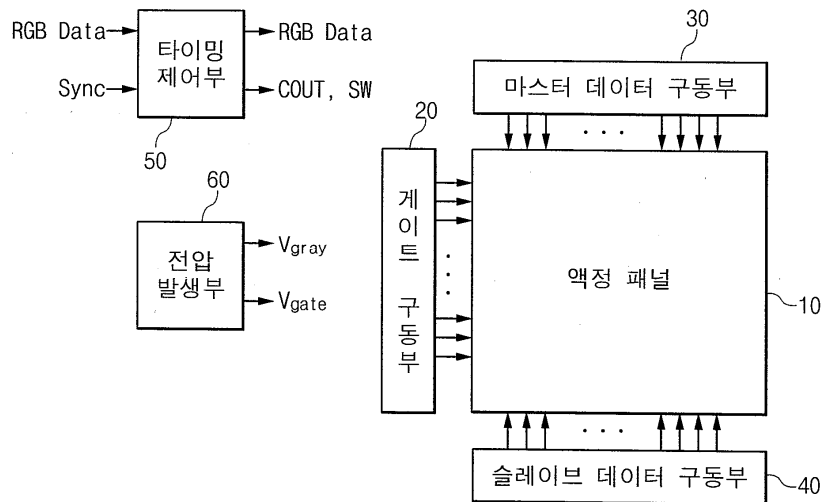 RGB Data
Sync
타이밍
제어부
RGB Data
COUT, SW
50
60
전압
발생부
Vgray
Vgate
20
게이트 구동부
30
마스터 데이터 구동부
액정 패널
10
슬레이브 데이터 구동부
40